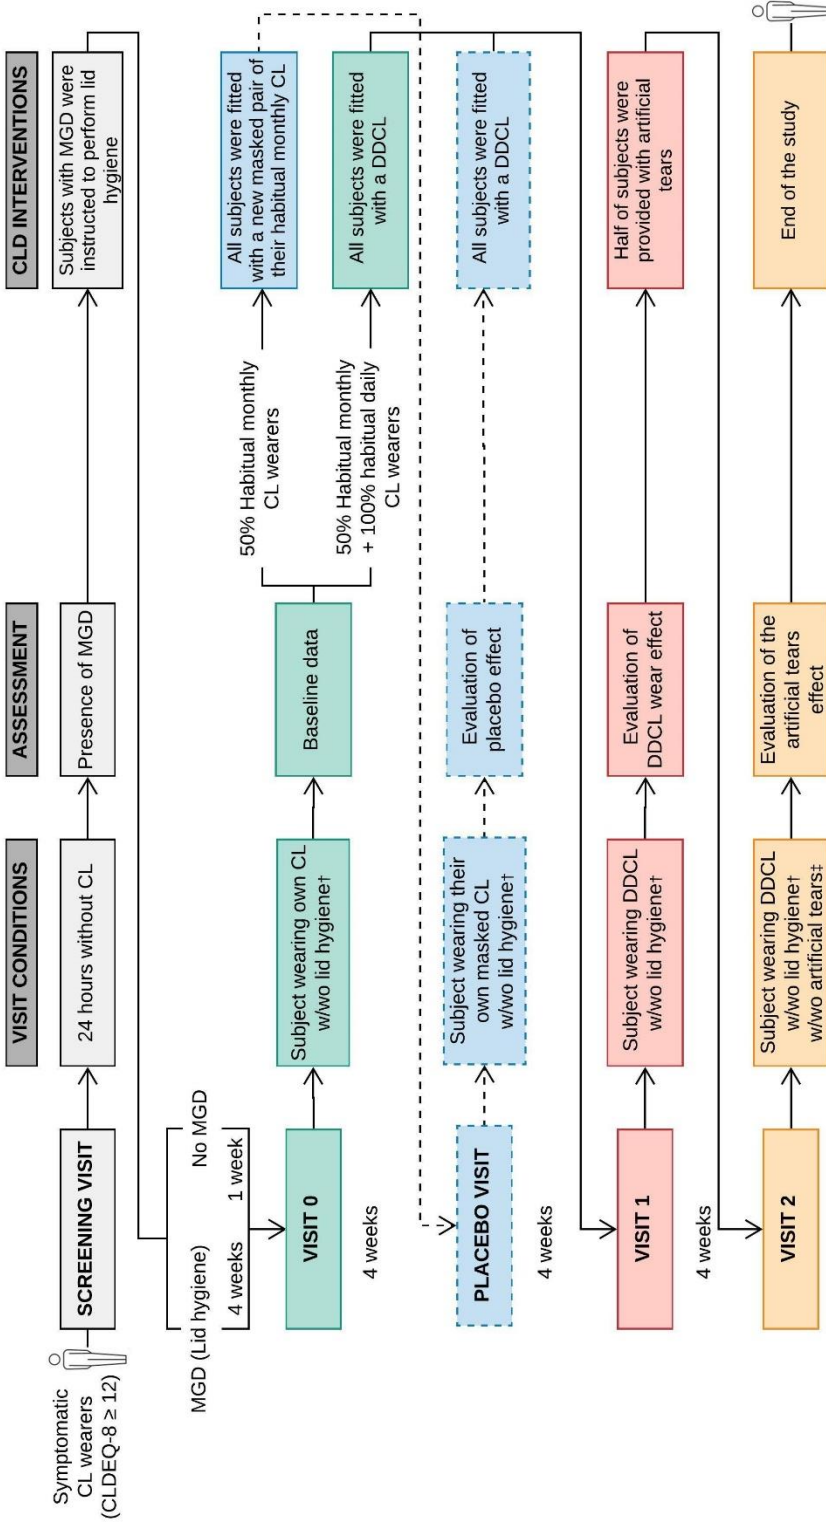 VISIT CONDITIONS
ASSESSMENT
CLD INTERVENTIONS
Symptomatic
CL wearers
(CLDEQ-8 ≥ 12)
SCREENING VISIT
24 hours without CL
Presence of MGD
Subjects with MGD were
instructed to perform lid
hygiene
MGD (Lid hygiene)
No MGD
4 weeks
1 week
VISIT 0
Subject wearing own CL
w/wo lid hygiene†
Baseline data
50% Habitual monthly
CL wearers
All subjects were fitted
with a new masked pair of
their habitual monthly CL
50% Habitual monthly
+ 100% habitual daily
CL wearers
All subjects were fitted
with a DDCL
4 weeks
PLACEBO VISIT
Subject wearing their
own masked CL
w/wo lid hygiene†
Evaluation of
placebo effect
All subjects were fitted
with a DDCL
4 weeks
VISIT 1
Subject wearing DDCL
w/wo lid hygiene†
Evaluation of
DDCL wear effect
Half of subjects were
provided with artificial
tears
4 weeks
VISIT 2
Subject wearing DDCL
w/wo lid hygiene†
w/wo artificial tears‡
Evaluation of the
artificial tears
effect
End of the study